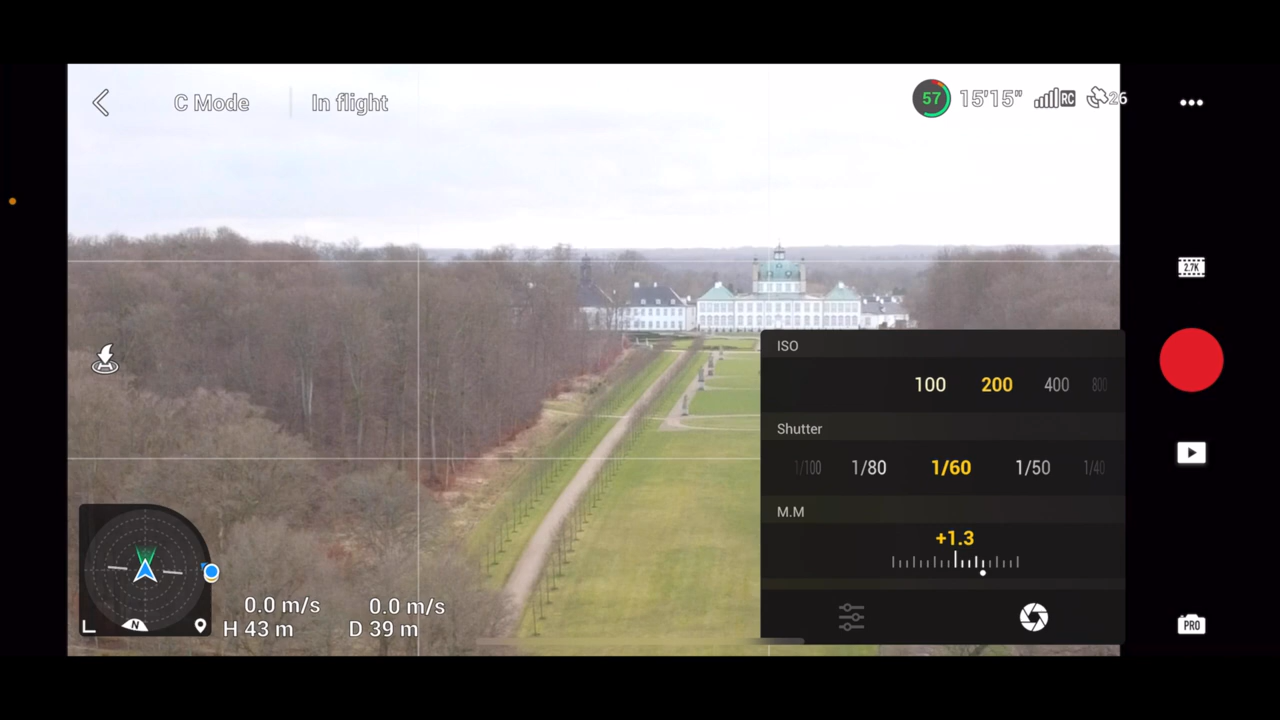 C Mode
In flight
57
15'15"
RC
26
2.7K
ISO
100 200 400 800
Shutter
1/100 1/80 1/60 1/50 1/40
M.M
+1.3
N
L
0.0 m/s 0.0 m/s
H 43 m D 39 m
PRO